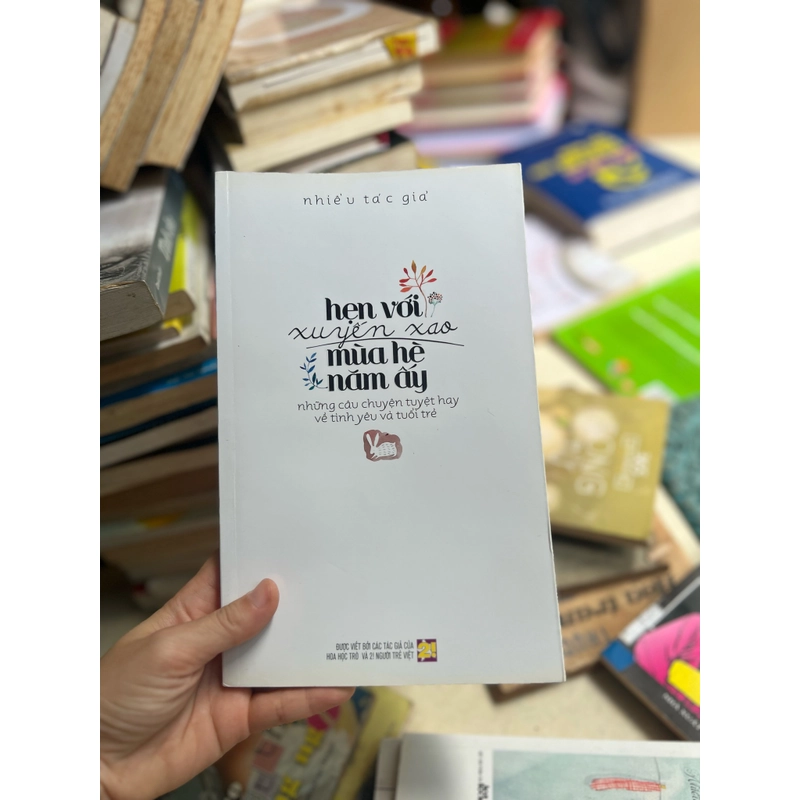 nhiều tác giả
hẹn với
xuyến xao
mùa hè
năm ấy
những câu chuyện tuyệt hay
về tình yêu và tuổi trẻ
ĐƯỢC VIẾT BỞI CÁC TÁC GIẢ CỦA
HOA HỌC TRÒ VÀ 2! NGƯỜI TRẺ VIỆT
2!